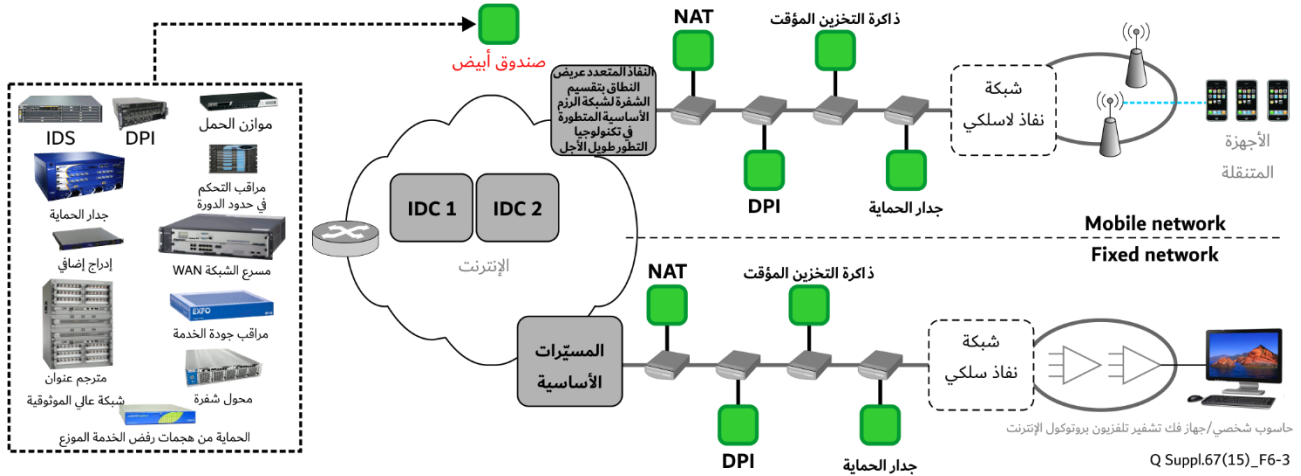 صندوق أبيض
IDS
DPI
موازن الحمل
جدار الحماية
مراقب التحكم
في حدود الدورة
إدراج إضافي
مسرع الشبكة WAN
EXFO
مراقب جودة الخدمة
مترجم عنوان
شبكة عالي الموثوقية
محول شفرة
الحماية من هجمات رفض الخدمة الموزع
النفاذ المتعدد عريض
النطاق بتقسيم
الشفرة لشبكة الرزم
الأساسية المتطورة
في تكنولوجيا
التطور طويل الأجل
IDC 1
IDC 2
الإنترنت
المسيّرات
الأساسية
NAT
ذاكرة التخزين المؤقت
DPI
جدار الحماية
شبكة
نفاذ لاسلكي
الأجهزة
المتنقلة
Mobile network
Fixed network
NAT
ذاكرة التخزين المؤقت
DPI
جدار الحماية
شبكة
نفاذ سلكي
حاسوب شخصي/جهاز فك تشفير تلفزيون بروتوكول الإنترنت
Q Suppl.67(15)_F6-3